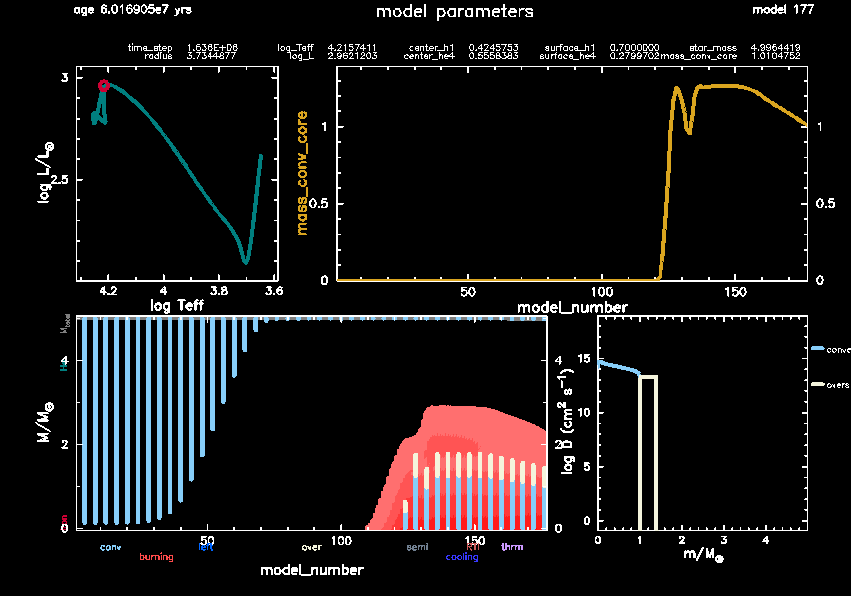 age 6.016905e7 yrs model parameters model 177
time_step 1.636E+06 log_Teff 4.2157411 center_h1 0.4245753 surface_h1 0.7000000 star_mass 4.9964419
radius 3.7344877 log_L 2.9621203 center_he4 0.5558383 surface_he4 0.2799702 mass_conv_core 1.0104752
3
2.5
log L/L⊙
4.2 4 3.8 3.6
log Teff
mass_conv_core
1 1
0.5 0.5
0 0
50 100 150
model_number
M total
He
4 4
M/M⊙
2 2
0 0
50 100 150
conv left over semi RTI thrm
burning cooling
model_number
log D (cm² s⁻¹)
15
10
5
0
0 2 4
m/M⊙
conve
overs